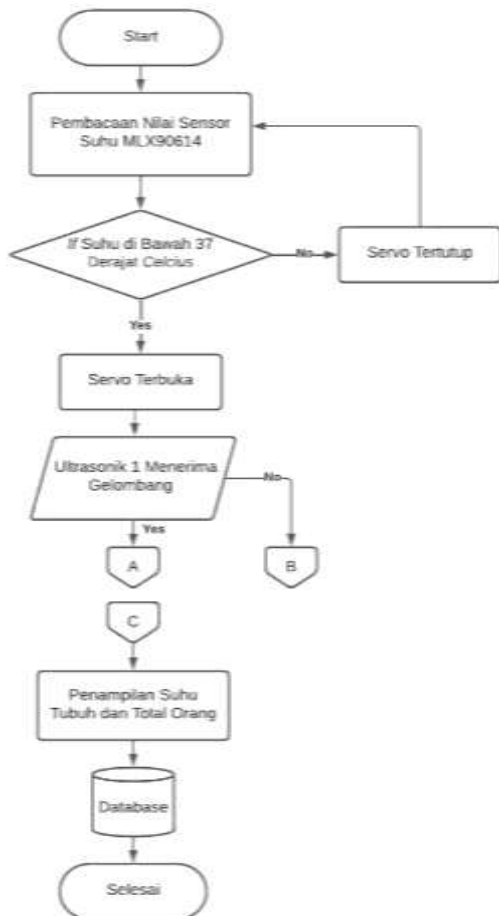 Start
Pembacaan Nilai Sensor
Suhu MLX90614
If Suhu di Bawah 37
Derajat Celcius
No
Servo Tertutup
Yes
Servo Terbuka
Ultrasonik 1 Menerima
Gelombang
No
Yes
A
B
C
Penampilan Suhu
Tubuh dan Total Orang
Database
Selesai